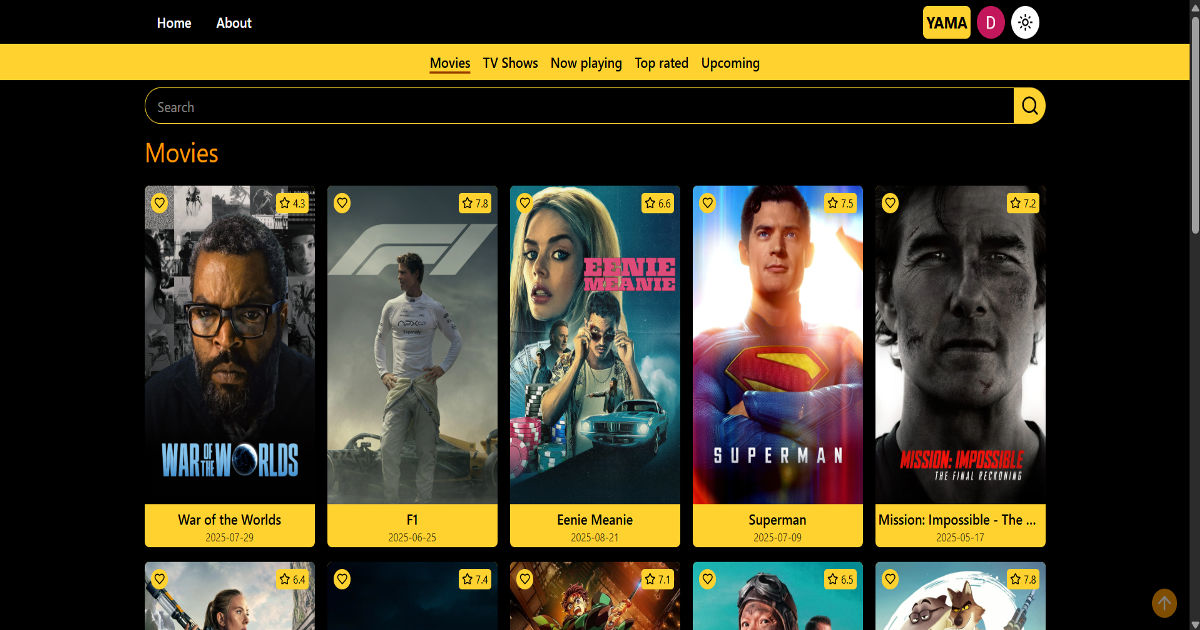 Home About YAMA D
Movies TV Shows Now playing Top rated Upcoming
Search
Movies
4.3 7.8 6.6 7.5 7.2
EENIE
MEANIE
WAR OF THE WORLDS
SUPERMAN
MISSION: IMPOSSIBLE
THE FINAL RECKONING
War of the Worlds F1 Eenie Meanie Superman Mission: Impossible - The ...
2025-07-29 2025-06-25 2025-08-21 2025-07-09 2025-05-17
6.4 7.4 7.1 6.5 7.8